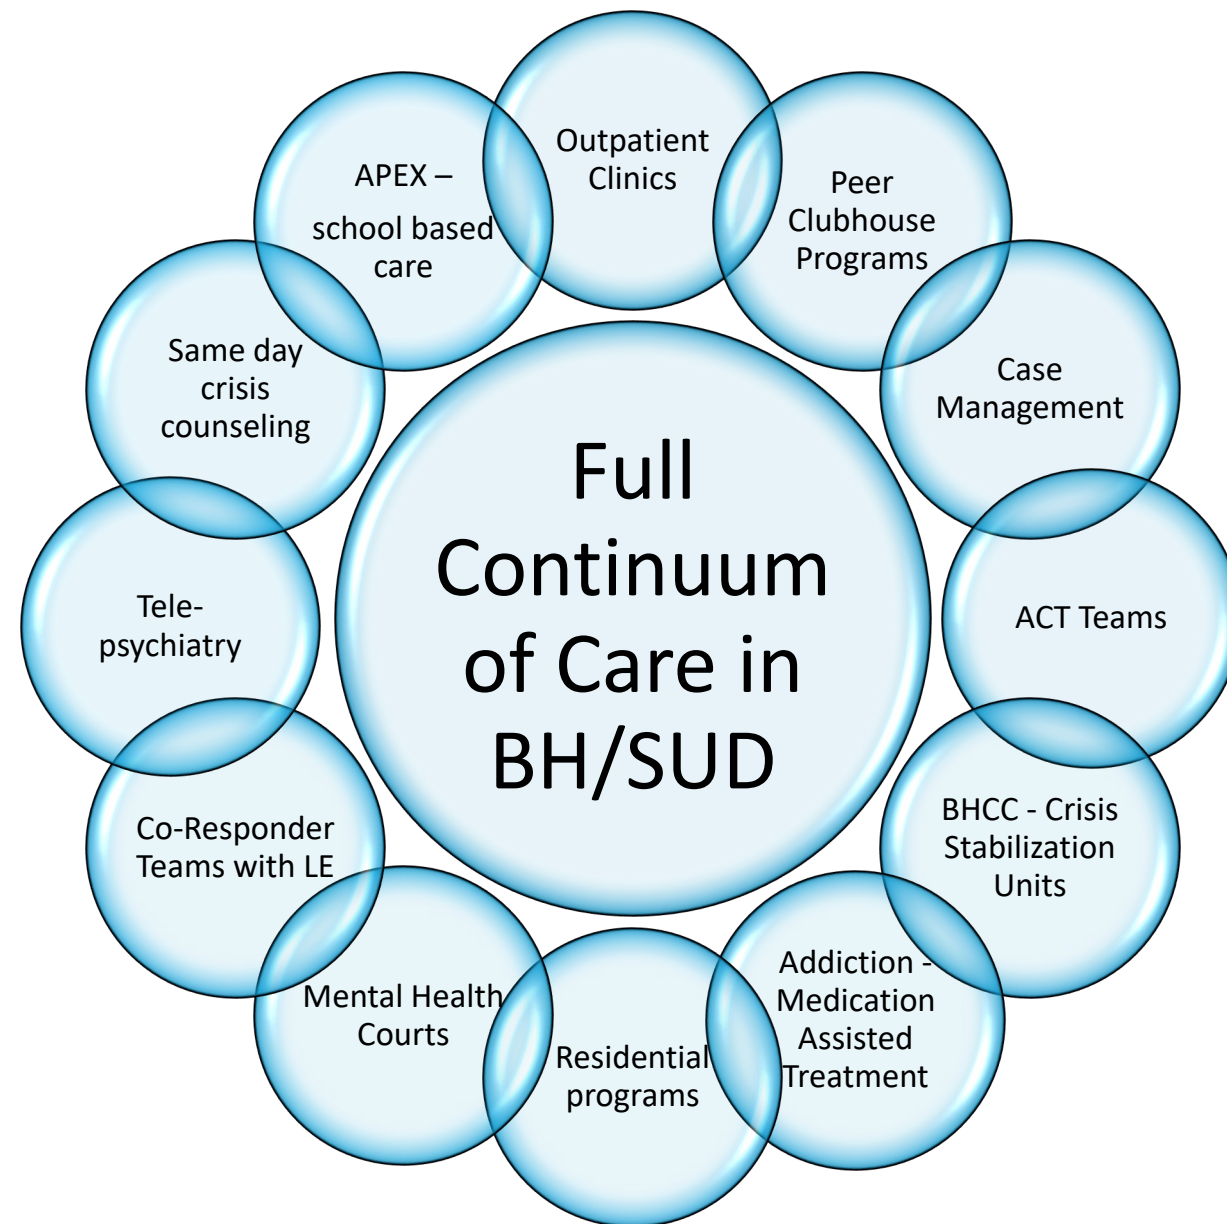 Outpatient
Clinics
Peer
Clubhouse
Programs
Case
Management
ACT Teams
BHCC - Crisis
Stabilization
Units
Addiction -
Medication
Assisted
Treatment
Residential
programs
Mental Health
Courts
Co-Responder
Teams with LE
Tele-
psychiatry
Same day
crisis
counseling
APEX –
school based
care
Full
Continuum
of Care in
BH/SUD